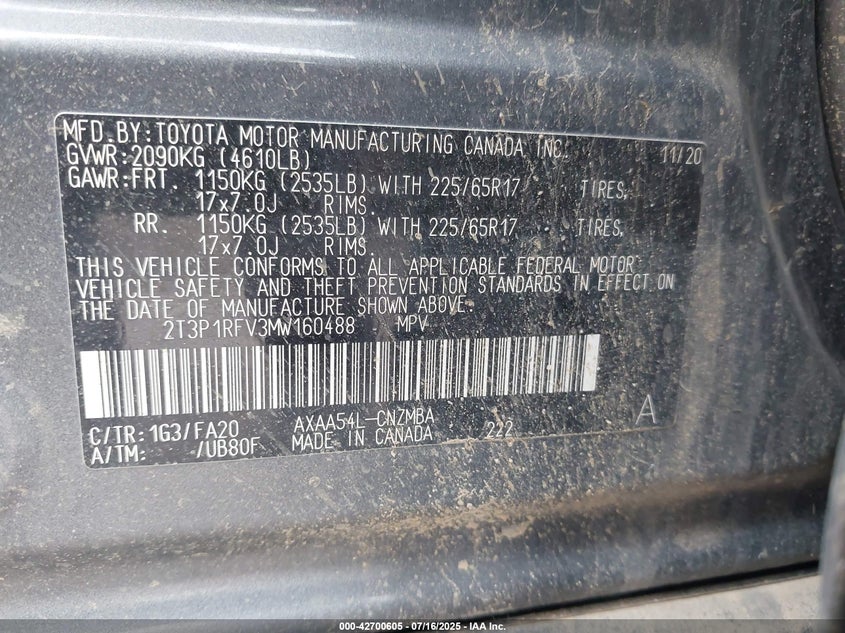 MFD.BY:TOYOTA MOTOR MANUFACTURING CANADA INC. 11/20
GVWR:2090KG (4610LB)
GAWR:FRT. 1150KG (2535LB) WITH 225/65R17 TIRES,
17x7.0J RIMS.
RR. 1150KG (2535LB) WITH 225/65R17 TIRES,
17x7.0J RIMS.
THIS VEHICLE CONFORMS TO ALL APPLICABLE FEDERAL MOTOR
VEHICLE SAFETY AND THEFT PREVENTION STANDARDS IN EFFECT ON
THE DATE OF MANUFACTURE SHOWN ABOVE.
2T3P1RFV3MW160488 MPV
C/TR:1G3/FA20 AXAA54L-CNZMBA A
A/TM: /UB80F MADE IN CANADA 222
000-42700605 - 07/16/2025 - IAA Inc.